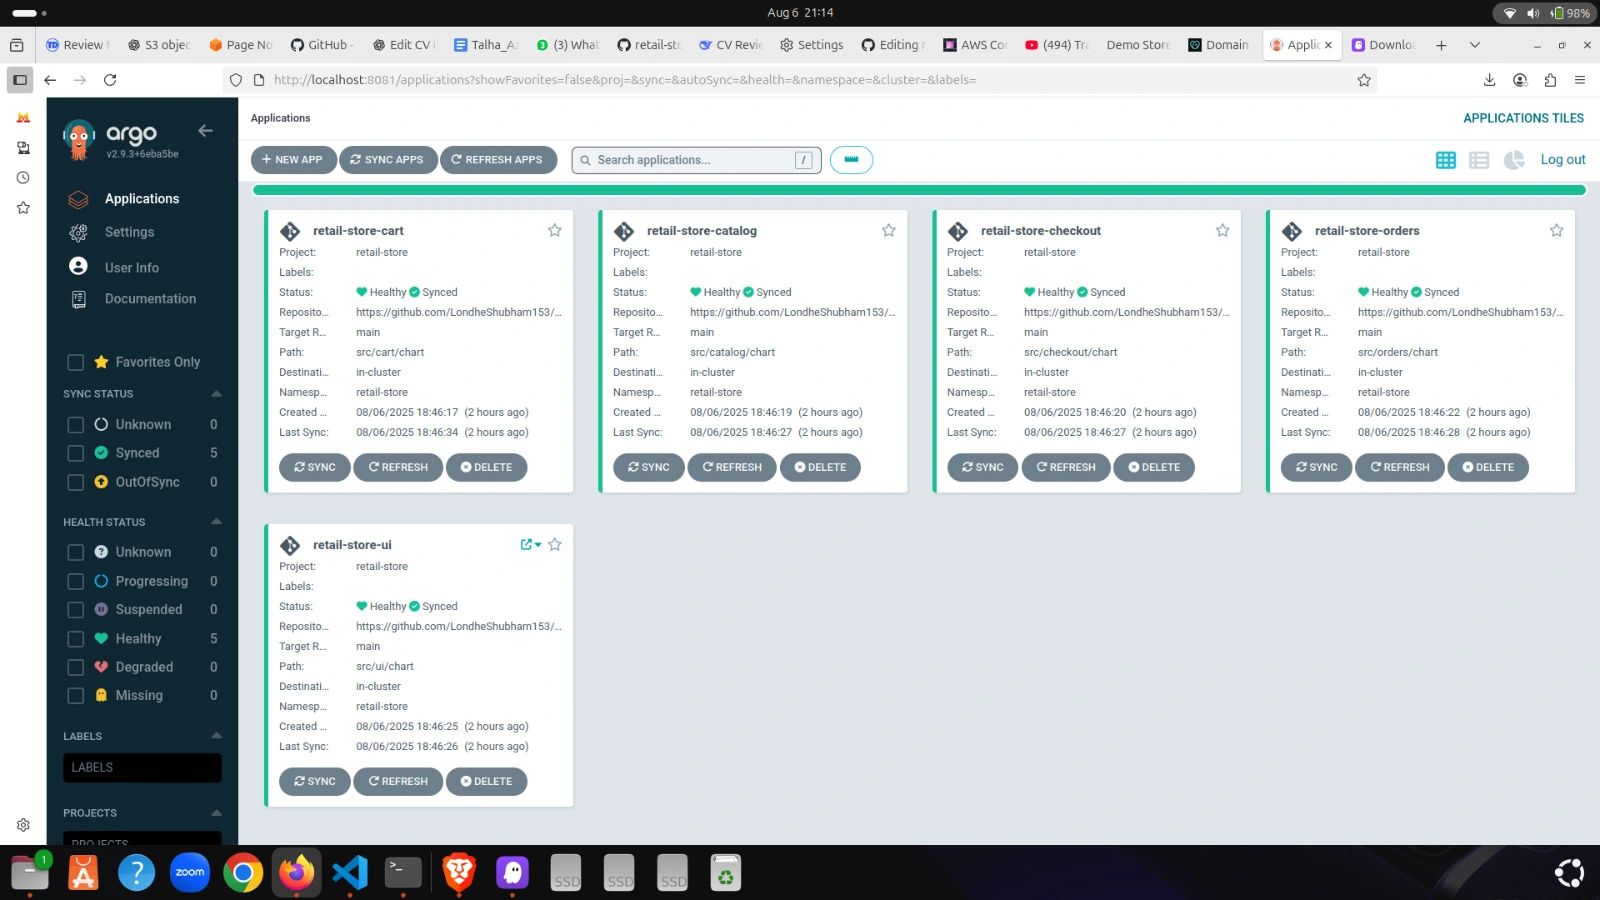 Aug 6 21:14
98%
Review
S3 objec
Page No
GitHub -
Edit CV i
Talha_A
(3) What
retail-sto
CV Revie
Settings
Editing r
AWS Co
(494) Tra
Demo Store
Domain
Applic
Downlo
http://localhost:8081/applications?showFavorites=false&proj=&sync=&autoSync=&health=&namespace=&cluster=&labels=
argo
v2.9.3+6eba5be
Applications
Settings
User Info
Documentation
Favorites Only
SYNC STATUS
Unknown 0
Synced 5
OutOfSync 0
HEALTH STATUS
Unknown 0
Progressing 0
Suspended 0
Healthy 5
Degraded 0
Missing 0
LABELS
LABELS
PROJECTS
PROJECTS
Applications
APPLICATIONS TILES
NEW APP
SYNC APPS
REFRESH APPS
Search applications... /
Log out
retail-store-cart
Project: retail-store
Labels:
Status: Healthy Synced
Reposito... https://github.com/LondheShubham153/...
Target R... main
Path: src/cart/chart
Destinati... in-cluster
Namesp... retail-store
Created ... 08/06/2025 18:46:17 (2 hours ago)
Last Sync: 08/06/2025 18:46:34 (2 hours ago)
SYNC REFRESH DELETE
retail-store-catalog
Project: retail-store
Labels:
Status: Healthy Synced
Reposito... https://github.com/LondheShubham153/...
Target R... main
Path: src/catalog/chart
Destinati... in-cluster
Namesp... retail-store
Created ... 08/06/2025 18:46:19 (2 hours ago)
Last Sync: 08/06/2025 18:46:27 (2 hours ago)
SYNC REFRESH DELETE
retail-store-checkout
Project: retail-store
Labels:
Status: Healthy Synced
Reposito... https://github.com/LondheShubham153/...
Target R... main
Path: src/checkout/chart
Destinati... in-cluster
Namesp... retail-store
Created ... 08/06/2025 18:46:20 (2 hours ago)
Last Sync: 08/06/2025 18:46:27 (2 hours ago)
SYNC REFRESH DELETE
retail-store-orders
Project: retail-store
Labels:
Status: Healthy Synced
Reposito... https://github.com/LondheShubham153/...
Target R... main
Path: src/orders/chart
Destinati... in-cluster
Namesp... retail-store
Created ... 08/06/2025 18:46:22 (2 hours ago)
Last Sync: 08/06/2025 18:46:28 (2 hours ago)
SYNC REFRESH DELETE
retail-store-ui
Project: retail-store
Labels:
Status: Healthy Synced
Reposito... https://github.com/LondheShubham153/...
Target R... main
Path: src/ui/chart
Destinati... in-cluster
Namesp... retail-store
Created ... 08/06/2025 18:46:25 (2 hours ago)
Last Sync: 08/06/2025 18:46:26 (2 hours ago)
SYNC REFRESH DELETE
1
zoom
SSD
SSD
SSD